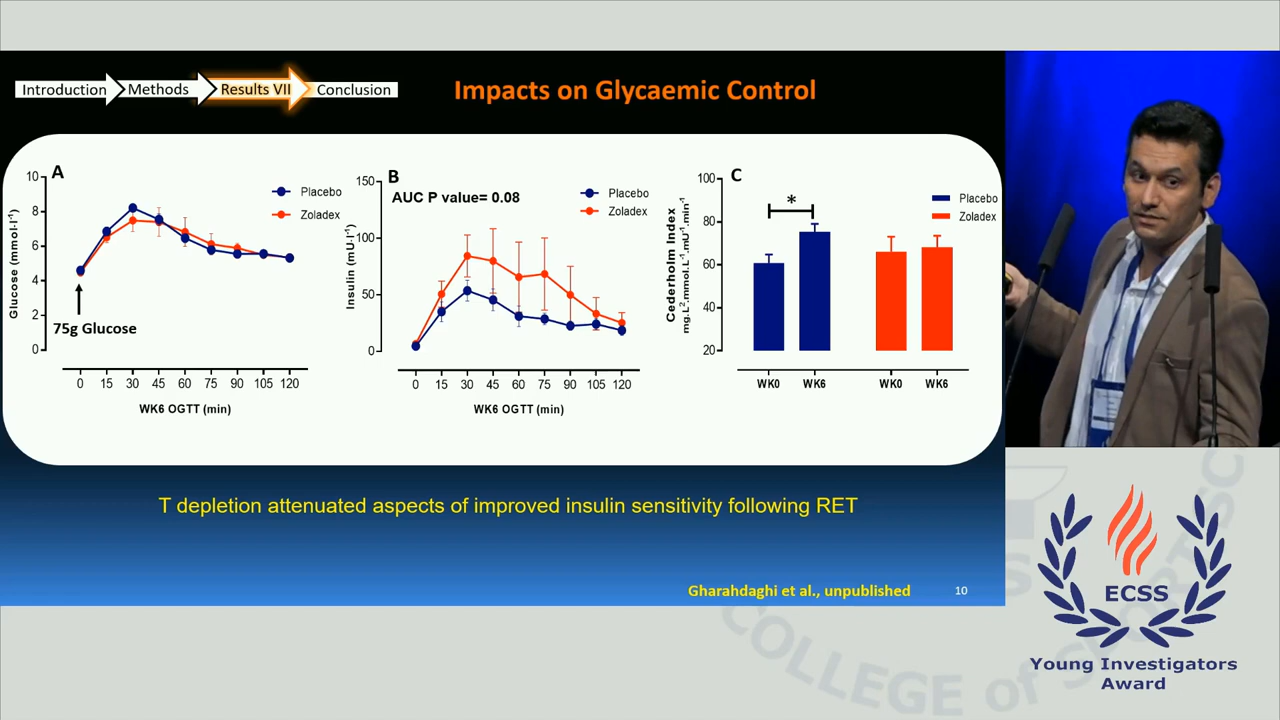 Introduction
Methods
Results VII
Conclusion
Impacts on Glycaemic Control
A
10
8
6
4
2
0
Glucose (mmol·l⁻¹)
Placebo
Zoladex
75g Glucose
0 15 30 45 60 75 90 105 120
WK6 OGTT (min)
B
AUC P value= 0.08
150
100
50
0
Insulin (mU·l⁻¹)
Placebo
Zoladex
0 15 30 45 60 75 90 105 120
WK6 OGTT (min)
C
100
80
60
40
20
Cederholm Index
mg.L².mmol.L⁻¹.mU⁻¹.min⁻¹
*
Placebo
Zoladex
WK0 WK6 WK0 WK6
T depletion attenuated aspects of improved insulin sensitivity following RET
Gharahdaghi et al., unpublished
10
ECSS
Young Investigators
Award
COLLEGE of SPORT SC